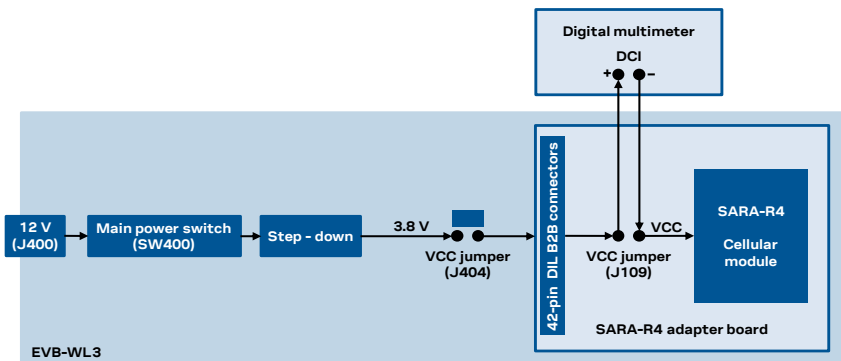 Digital multimeter
DCI
+ –
42-pin DIL B2B connectors
12 V
(J400)
Main power switch
(SW400)
Step - down
3.8 V
VCC jumper
(J404)
VCC jumper
(J109)
VCC
SARA-R4
Cellular
module
SARA-R4 adapter board
EVB-WL3